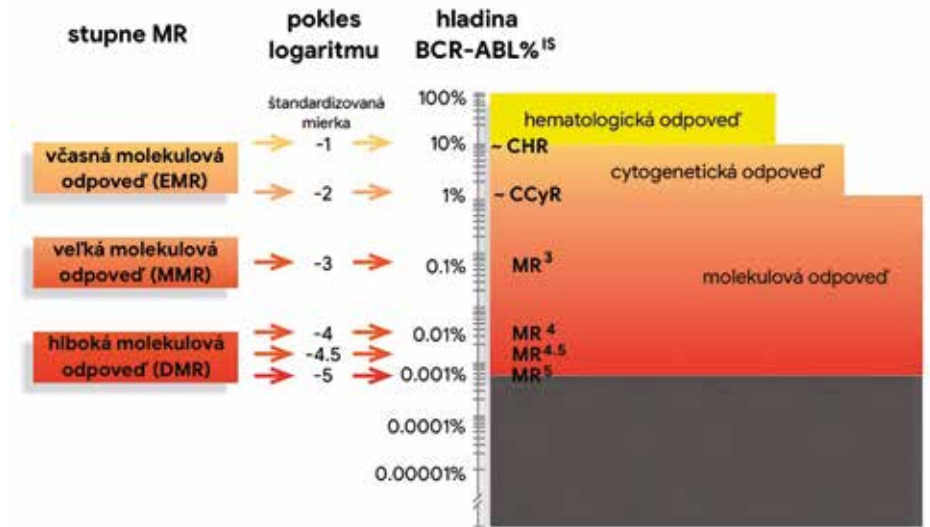 stupne MR
pokles
logaritmu
hladina
BCR-ABL%IS
štandardizovaná
mierka
včasná molekulová
odpoveď (EMR)
-1
-2
veľká molekulová
odpoveď (MMR)
-3
hlboká molekulová
odpoveď (DMR)
-4
-4.5
-5
100%
10%
1%
0.1%
0.01%
0.001%
0.0001%
0.00001%
hematologická odpoveď
~ CHR
cytogenetická odpoveď
~ CCyR
MR3
molekulová odpoveď
MR4
MR4.5
MR5